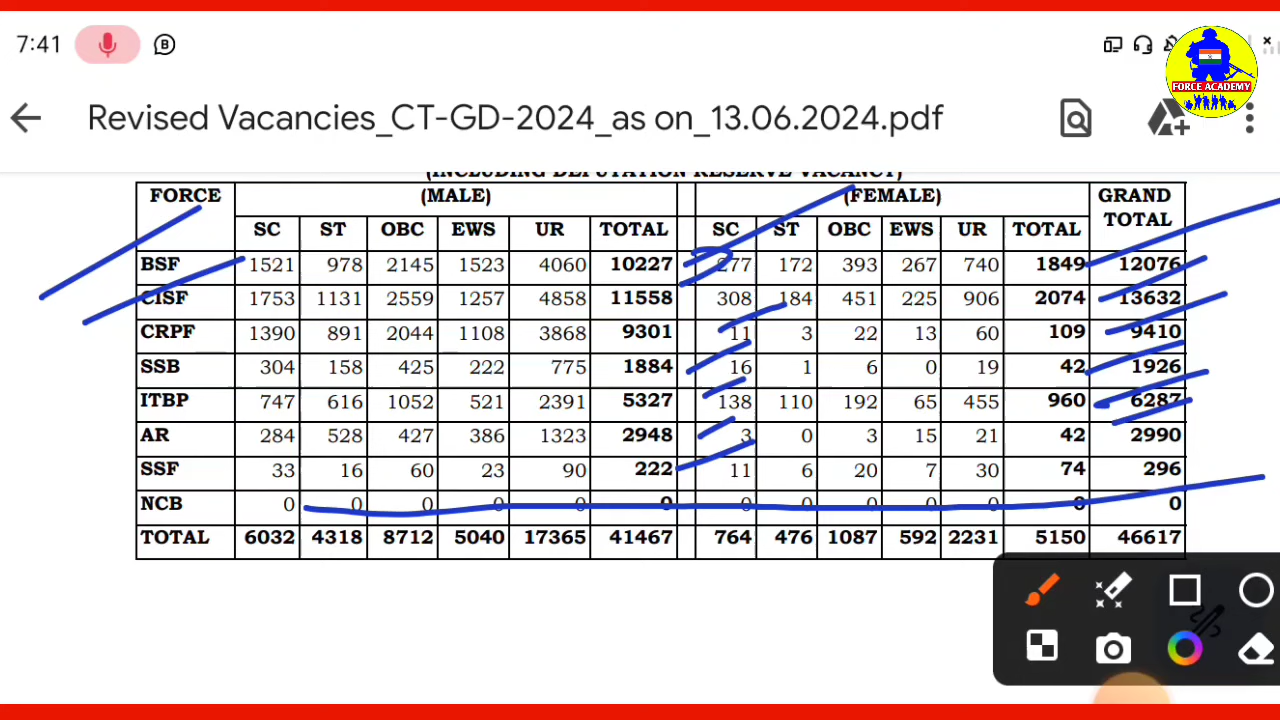 7:41
FORCE ACADEMY
Revised Vacancies_CT-GD-2024_as on_13.06.2024.pdf
(INCLUDING DEPUTATION RESERVE VACANCY)
FORCE (MALE) (FEMALE) GRAND TOTAL
SC ST OBC EWS UR TOTAL SC ST OBC EWS UR TOTAL
BSF 1521 978 2145 1523 4060 10227 277 172 393 267 740 1849 12076
CISF 1753 1131 2559 1257 4858 11558 308 184 451 225 906 2074 13632
CRPF 1390 891 2044 1108 3868 9301 11 3 22 13 60 109 9410
SSB 304 158 425 222 775 1884 16 1 6 0 19 42 1926
ITBP 747 616 1052 521 2391 5327 138 110 192 65 455 960 6287
AR 284 528 427 386 1323 2948 3 0 3 15 21 42 2990
SSF 33 16 60 23 90 222 11 6 20 7 30 74 296
NCB 0 0 0 0 0 0 0 0 0 0 0 0 0
TOTAL 6032 4318 8712 5040 17365 41467 764 476 1087 592 2231 5150 46617